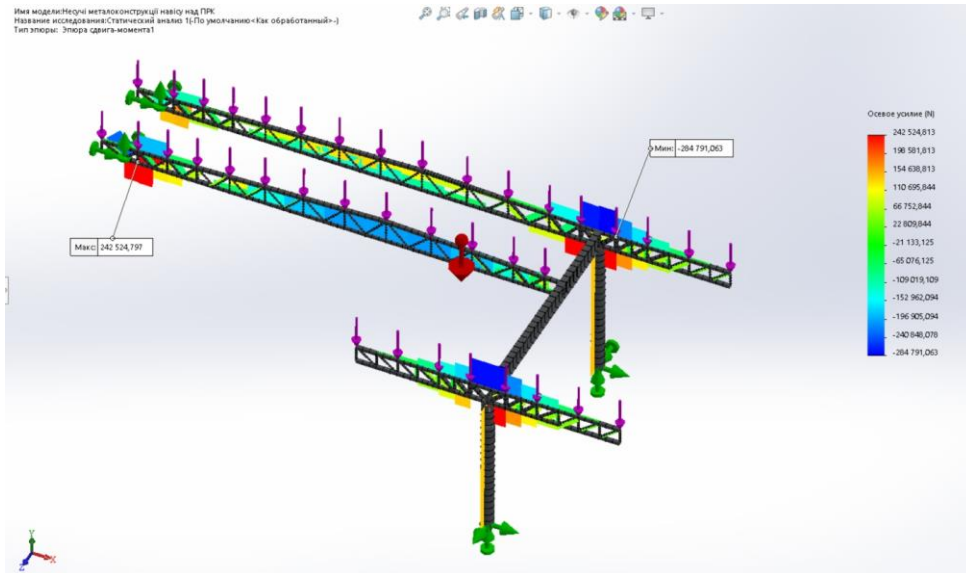 Имя модели:Несучі металоконструкції навісу над ПРК
Название исследования:Статический анализ 1(-По умолчанию<Как обработанный>-)
Тип эпюры: Эпюра сдвига-момента1
Осевое усилие (N)
242 524,813
198 581,813
154 638,813
110 695,844
66 752,844
22 809,844
-21 133,125
-65 076,125
-109 019,109
-152 962,094
-196 905,094
-240 848,078
-284 791,063
Мин: -284 791,063
Макс: 242 524,797
Y
X
Z